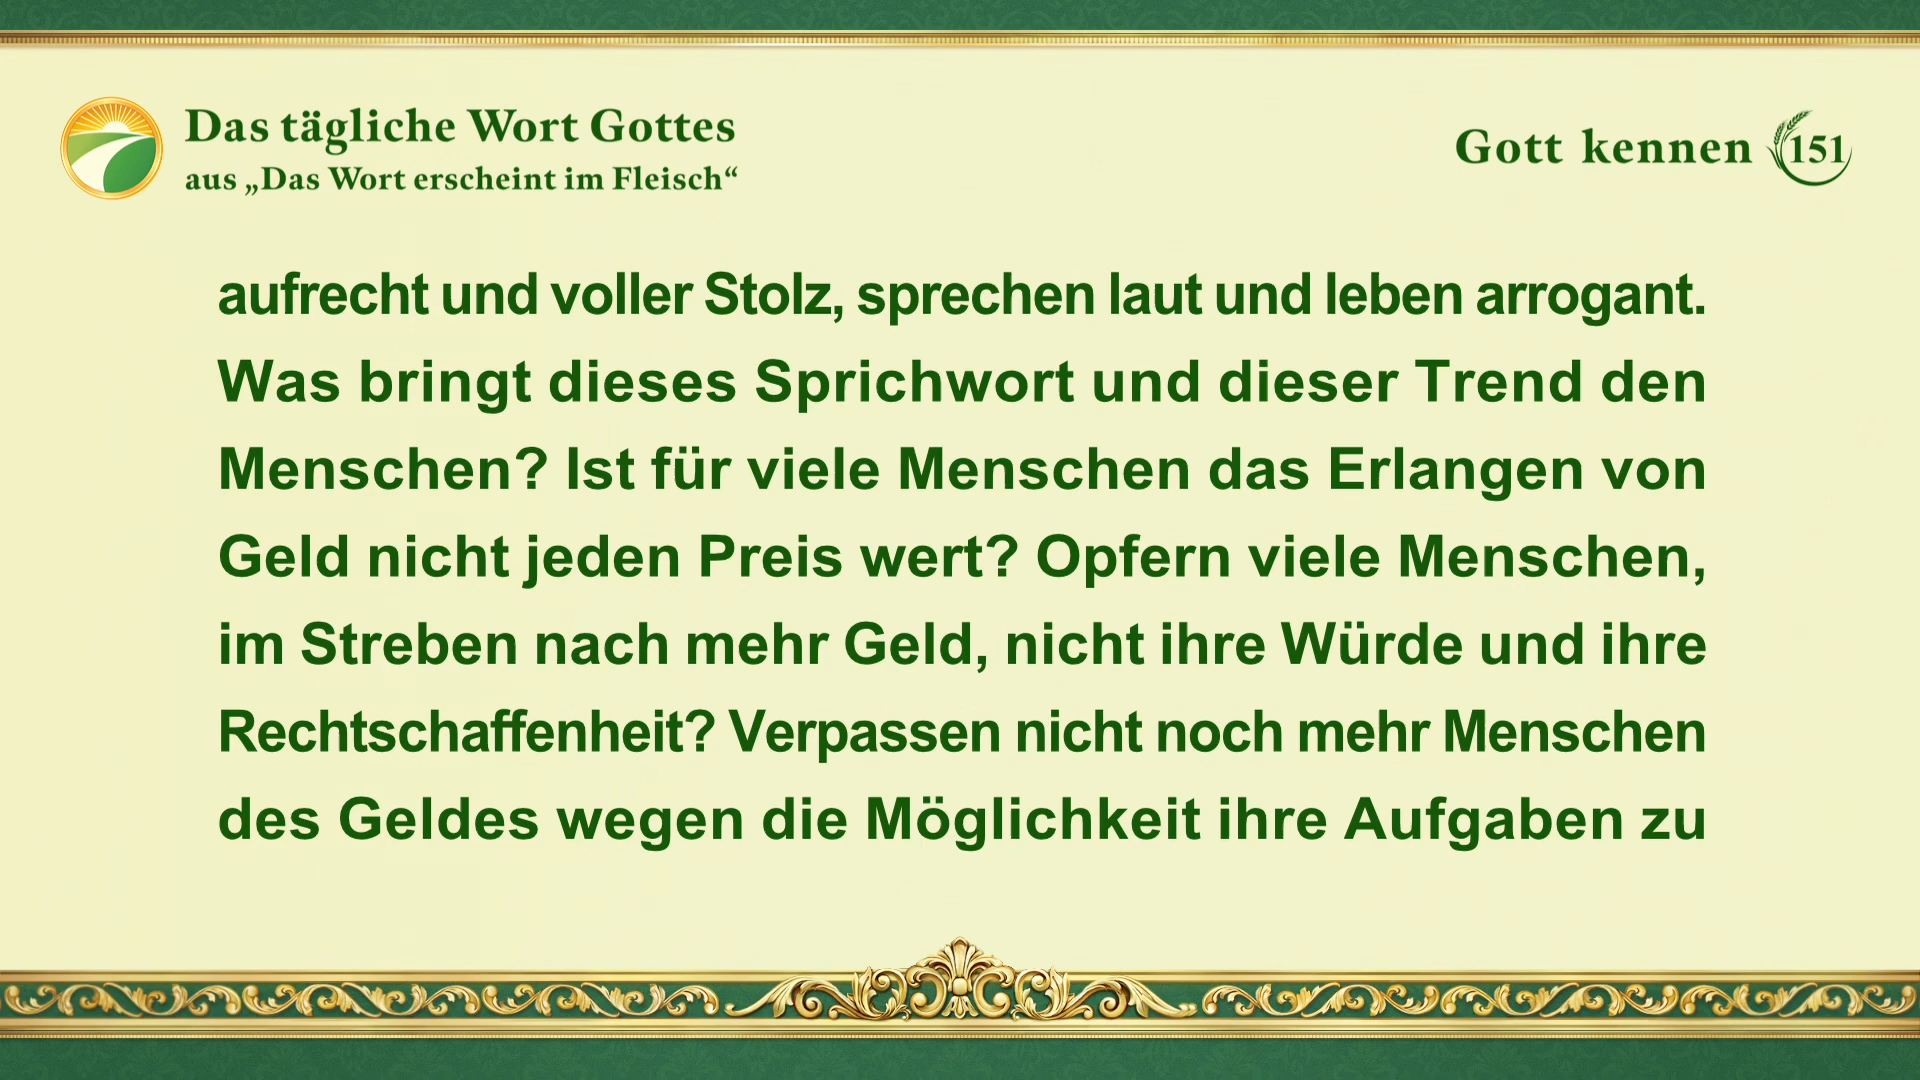 Das tägliche Wort Gottes
aus „Das Wort erscheint im Fleisch“
Gott kennen 151
aufrecht und voller Stolz, sprechen laut und leben arrogant.
Was bringt dieses Sprichwort und dieser Trend den
Menschen? Ist für viele Menschen das Erlangen von
Geld nicht jeden Preis wert? Opfern viele Menschen,
im Streben nach mehr Geld, nicht ihre Würde und ihre
Rechtschaffenheit? Verpassen nicht noch mehr Menschen
des Geldes wegen die Möglichkeit ihre Aufgaben zu